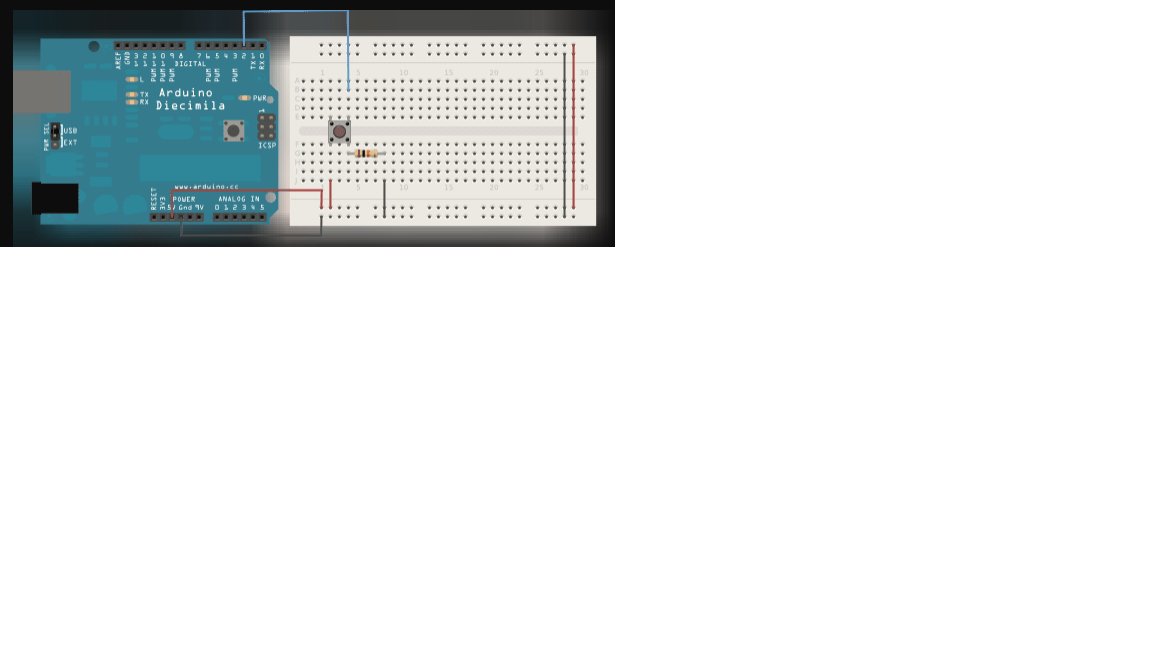 AREF
GND
13
12
11
10
9
8
7
6
5
4
3
2
1
0
PWM
PWM
PWM
PWM
PWM
PWM
TX
RX
DIGITAL
L
TX
RX
Arduino
Diecimila
PWR
1
ICSP
PWR SEL
USB
EXT
www.arduino.cc
RESET
3V3
5V
Gnd
9V
POWER
ANALOG IN
0 1 2 3 4 5
1 5 10 15 20 25 30
A
B
C
D
E
1 5 10 15 20 25 30